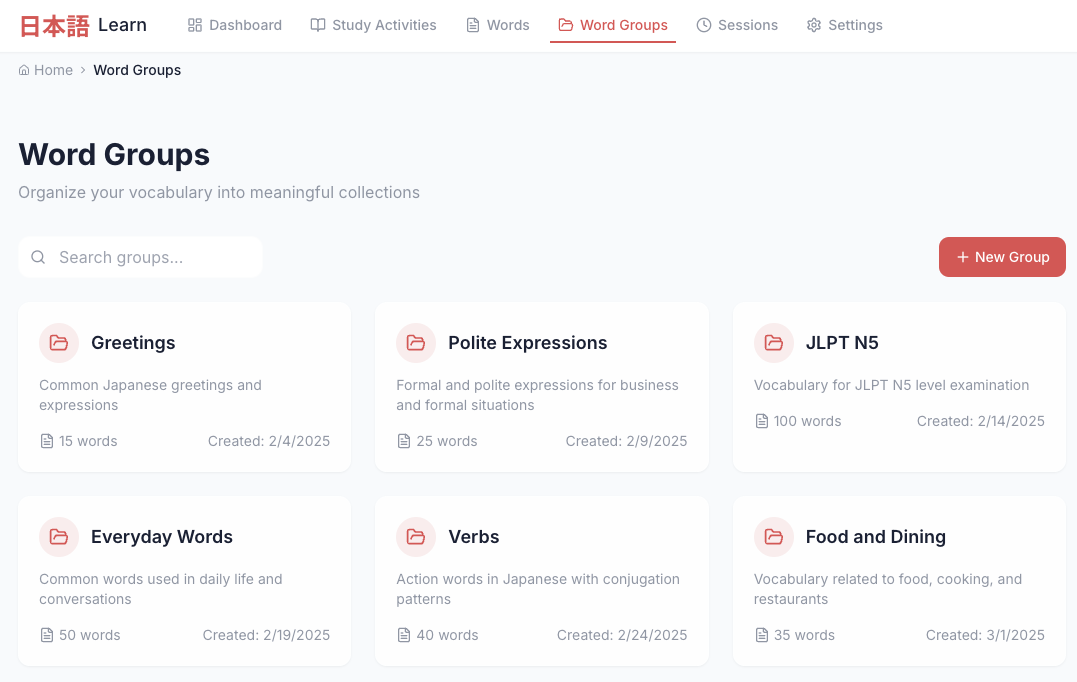 日本語 Learn Dashboard Study Activities Words Word Groups Sessions Settings
Home > Word Groups
Word Groups
Organize your vocabulary into meaningful collections
Search groups...
+ New Group
Greetings
Common Japanese greetings and
expressions
15 words Created: 2/4/2025
Polite Expressions
Formal and polite expressions for business
and formal situations
25 words Created: 2/9/2025
JLPT N5
Vocabulary for JLPT N5 level examination
100 words Created: 2/14/2025
Everyday Words
Common words used in daily life and
conversations
50 words Created: 2/19/2025
Verbs
Action words in Japanese with conjugation
patterns
40 words Created: 2/24/2025
Food and Dining
Vocabulary related to food, cooking, and
restaurants
35 words Created: 3/1/2025